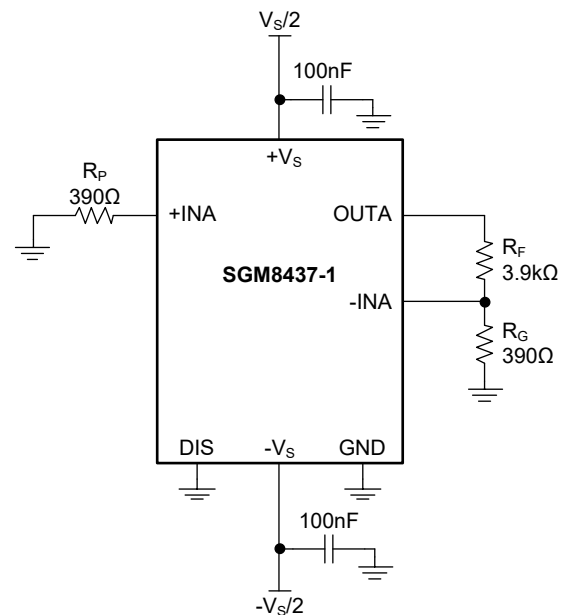 V_S/2
100nF
+V_S
R_P
390Ω
+INA
OUTA
R_F
3.9kΩ
SGM8437-1
-INA
R_G
390Ω
DIS
-V_S
GND
100nF
-V_S/2